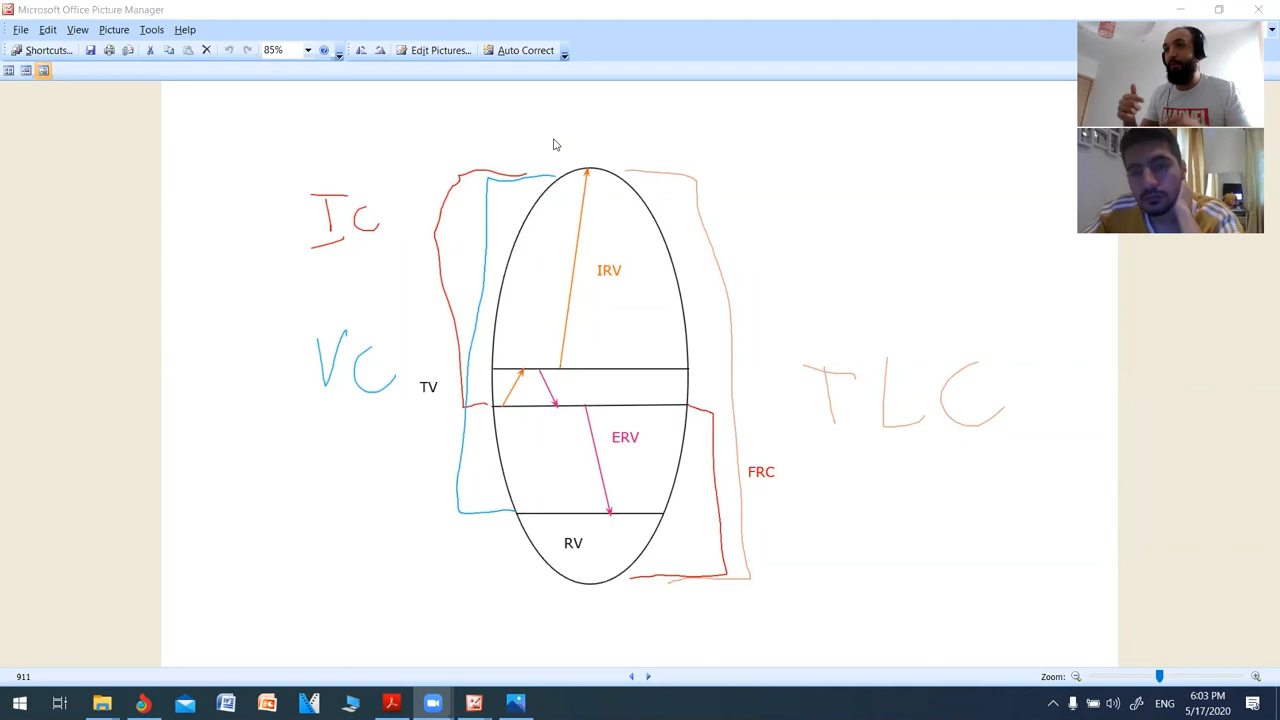 Microsoft Office Picture Manager
File Edit View Picture Tools Help
Shortcuts... 85% Edit Pictures... Auto Correct
MARVEL
IC
IRV
VC
TV
TLC
ERV
FRC
RV
911
Zoom:
ENG
6:03 PM
5/17/2020